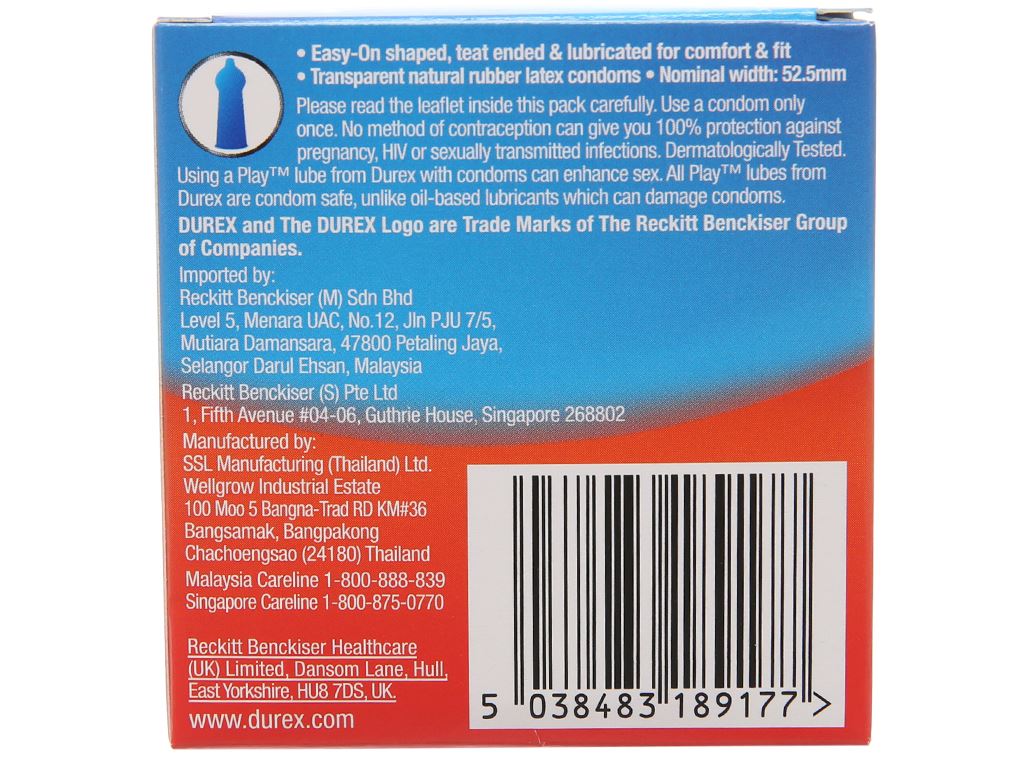 • Easy-On shaped, teat ended & lubricated for comfort & fit
• Transparent natural rubber latex condoms • Nominal width: 52.5mm
Please read the leaflet inside this pack carefully. Use a condom only
once. No method of contraception can give you 100% protection against
pregnancy, HIV or sexually transmitted infections. Dermatologically Tested.
Using a Play™ lube from Durex with condoms can enhance sex. All Play™ lubes from
Durex are condom safe, unlike oil-based lubricants which can damage condoms.
DUREX and The DUREX Logo are Trade Marks of The Reckitt Benckiser Group
of Companies.
Imported by:
Reckitt Benckiser (M) Sdn Bhd
Level 5, Menara UAC, No.12, Jln PJU 7/5,
Mutiara Damansara, 47800 Petaling Jaya,
Selangor Darul Ehsan, Malaysia
Reckitt Benckiser (S) Pte Ltd
1, Fifth Avenue #04-06, Guthrie House, Singapore 268802
Manufactured by:
SSL Manufacturing (Thailand) Ltd.
Wellgrow Industrial Estate
100 Moo 5 Bangna-Trad RD KM#36
Bangsamak, Bangpakong
Chachoengsao (24180) Thailand
Malaysia Careline 1-800-888-839
Singapore Careline 1-800-875-0770
Reckitt Benckiser Healthcare
(UK) Limited, Dansom Lane, Hull,
East Yorkshire, HU8 7DS, UK.
www.durex.com
5 038483 189177 >